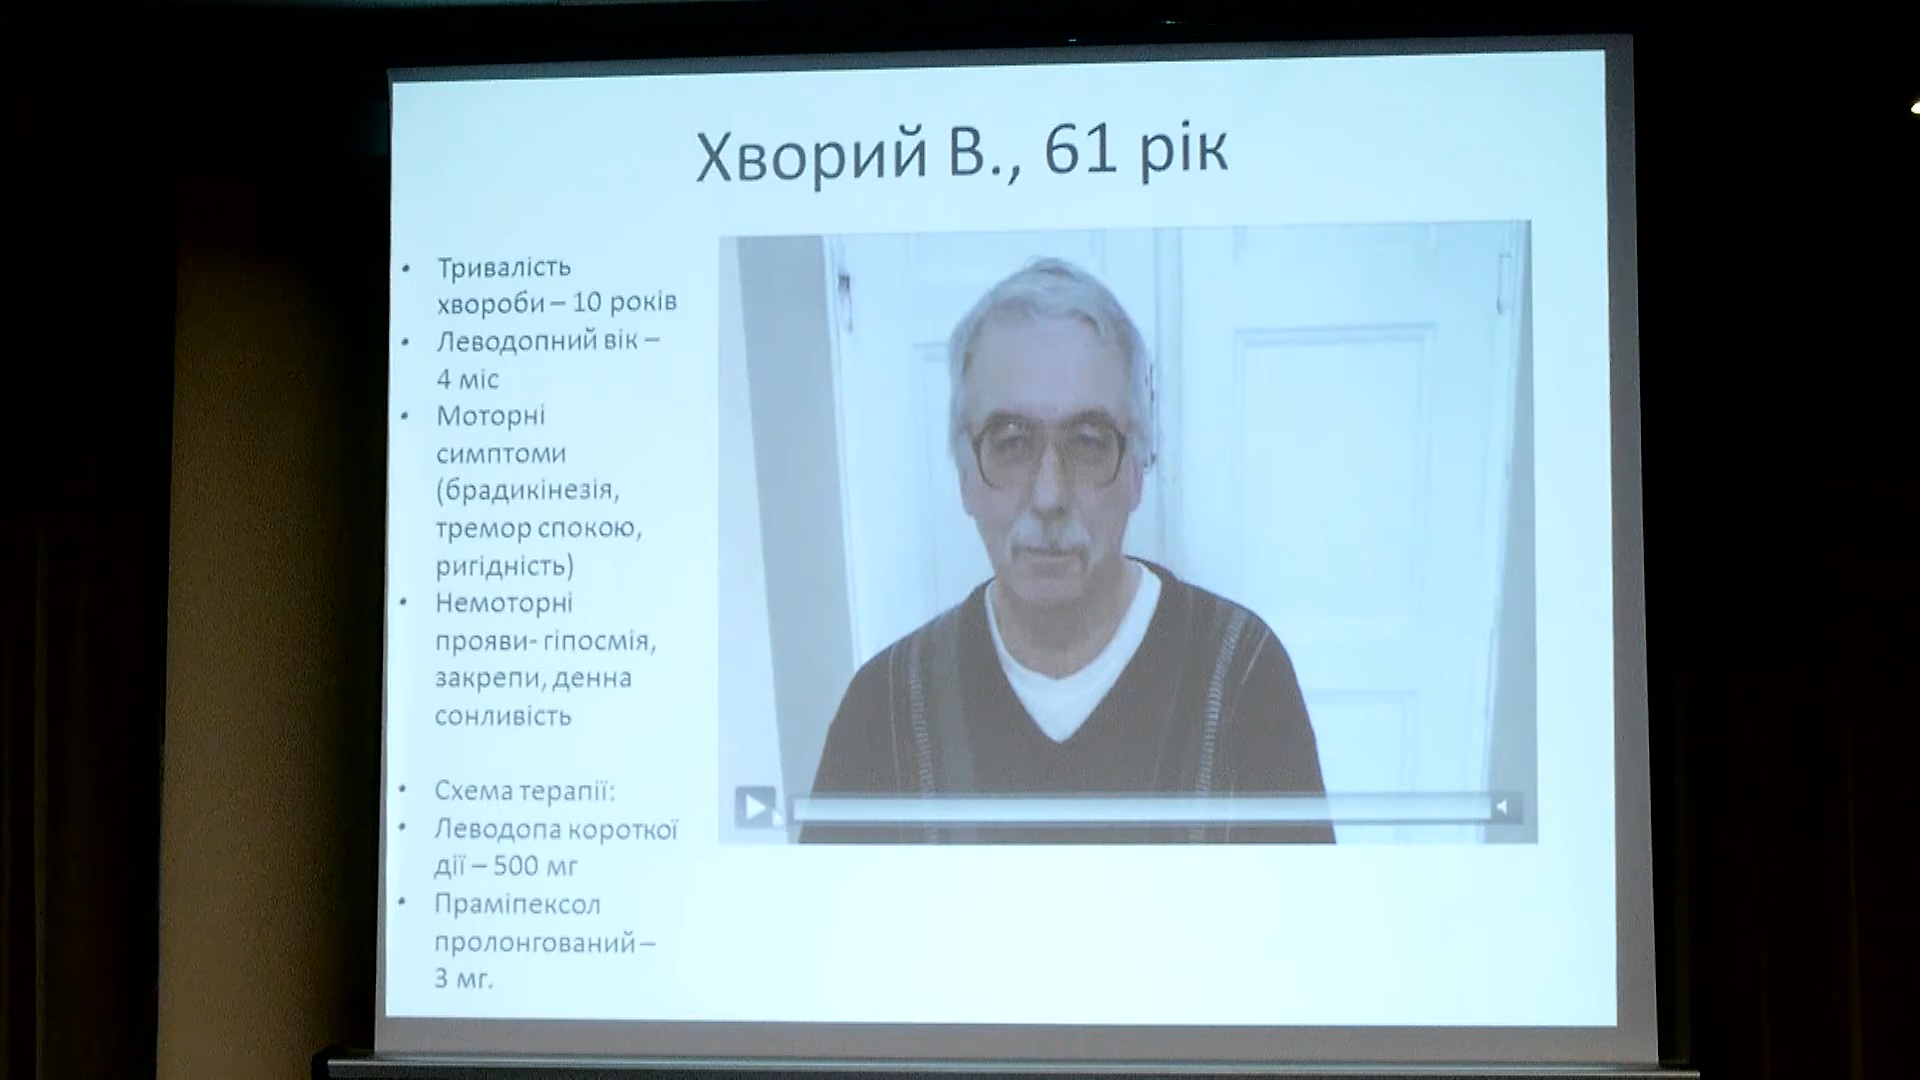 Хворий В., 61 рік
• Тривалість
хвороби – 10 років
• Леводопний вік –
4 міс
• Моторні
симптоми
(брадикінезія,
тремор спокою,
ригідність)
• Немоторні
прояви- гіпосмія,
закрепи, денна
сонливість
• Схема терапії:
• Леводопа короткої
дії – 500 мг
• Праміпексол
пролонгований –
3 мг.